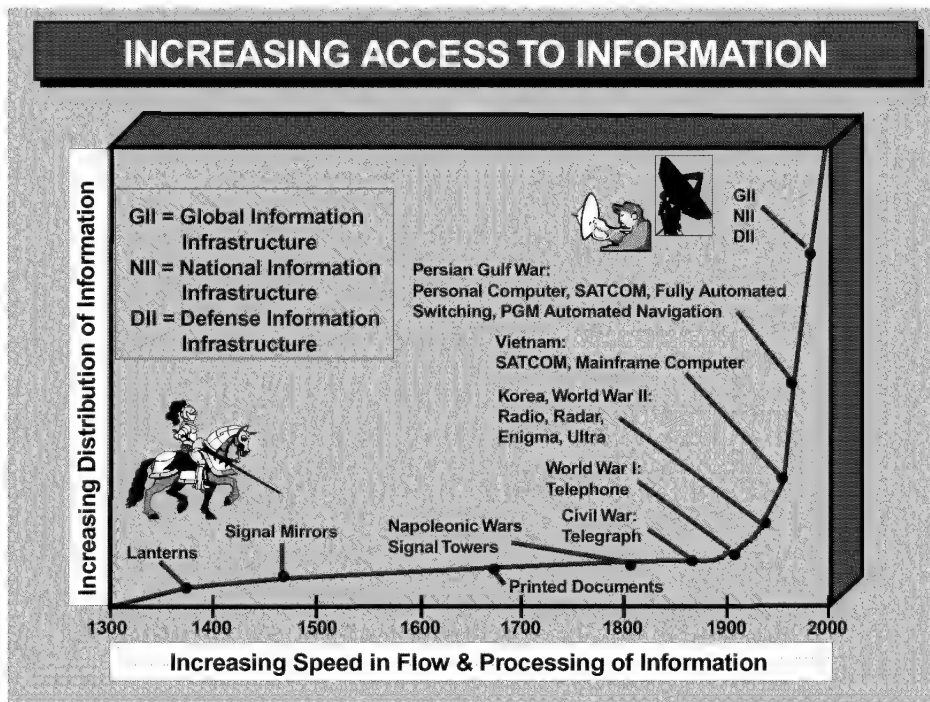 INCREASING ACCESS TO INFORMATION
Increasing Distribution of Information
GII = Global Information
Infrastructure
NII = National Information
Infrastructure
DII = Defense Information
Infrastructure
GII
NII
DII
Persian Gulf War:
Personal Computer, SATCOM, Fully Automated
Switching, PGM Automated Navigation
Vietnam:
SATCOM, Mainframe Computer
Korea, World War II:
Radio, Radar,
Enigma, Ultra
World War I:
Telephone
Civil War:
Telegraph
Napoleonic Wars
Signal Towers
Signal Mirrors
Lanterns
Printed Documents
1300 1400 1500 1600 1700 1800 1900 2000
Increasing Speed in Flow & Processing of Information